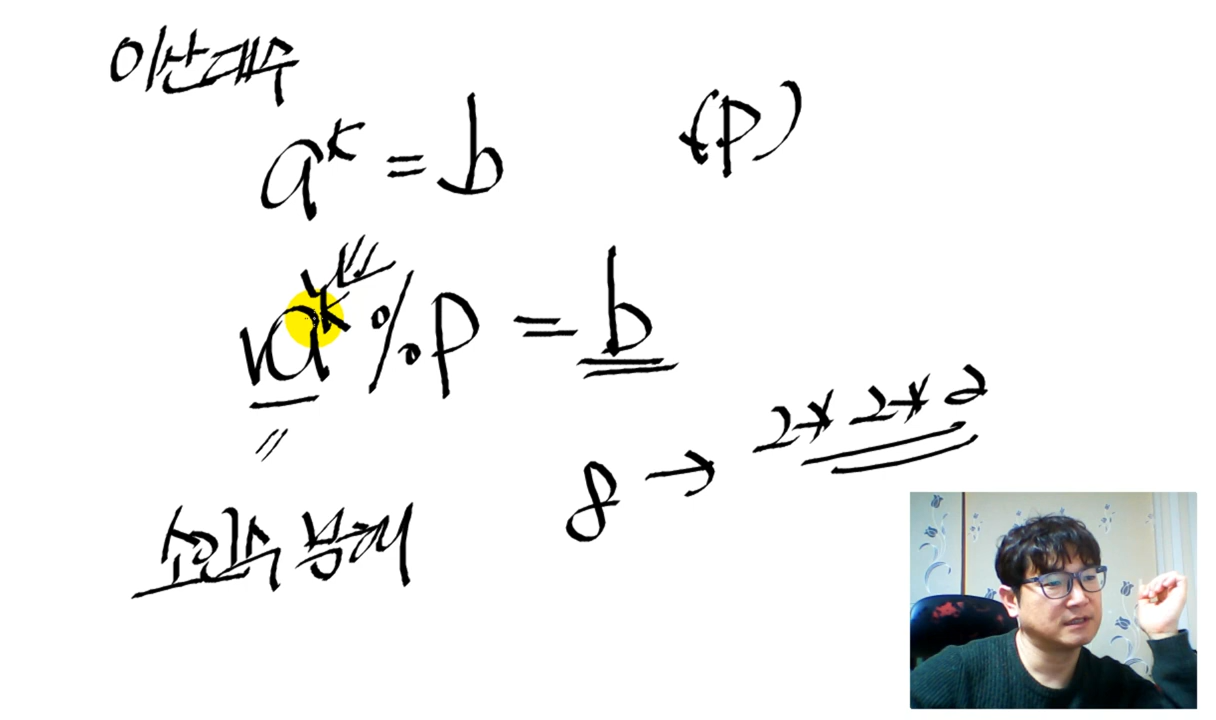 이산대수
a^k = b (P)
a^k % P = b
8 → 2 * 2 * 2
소인수 분해